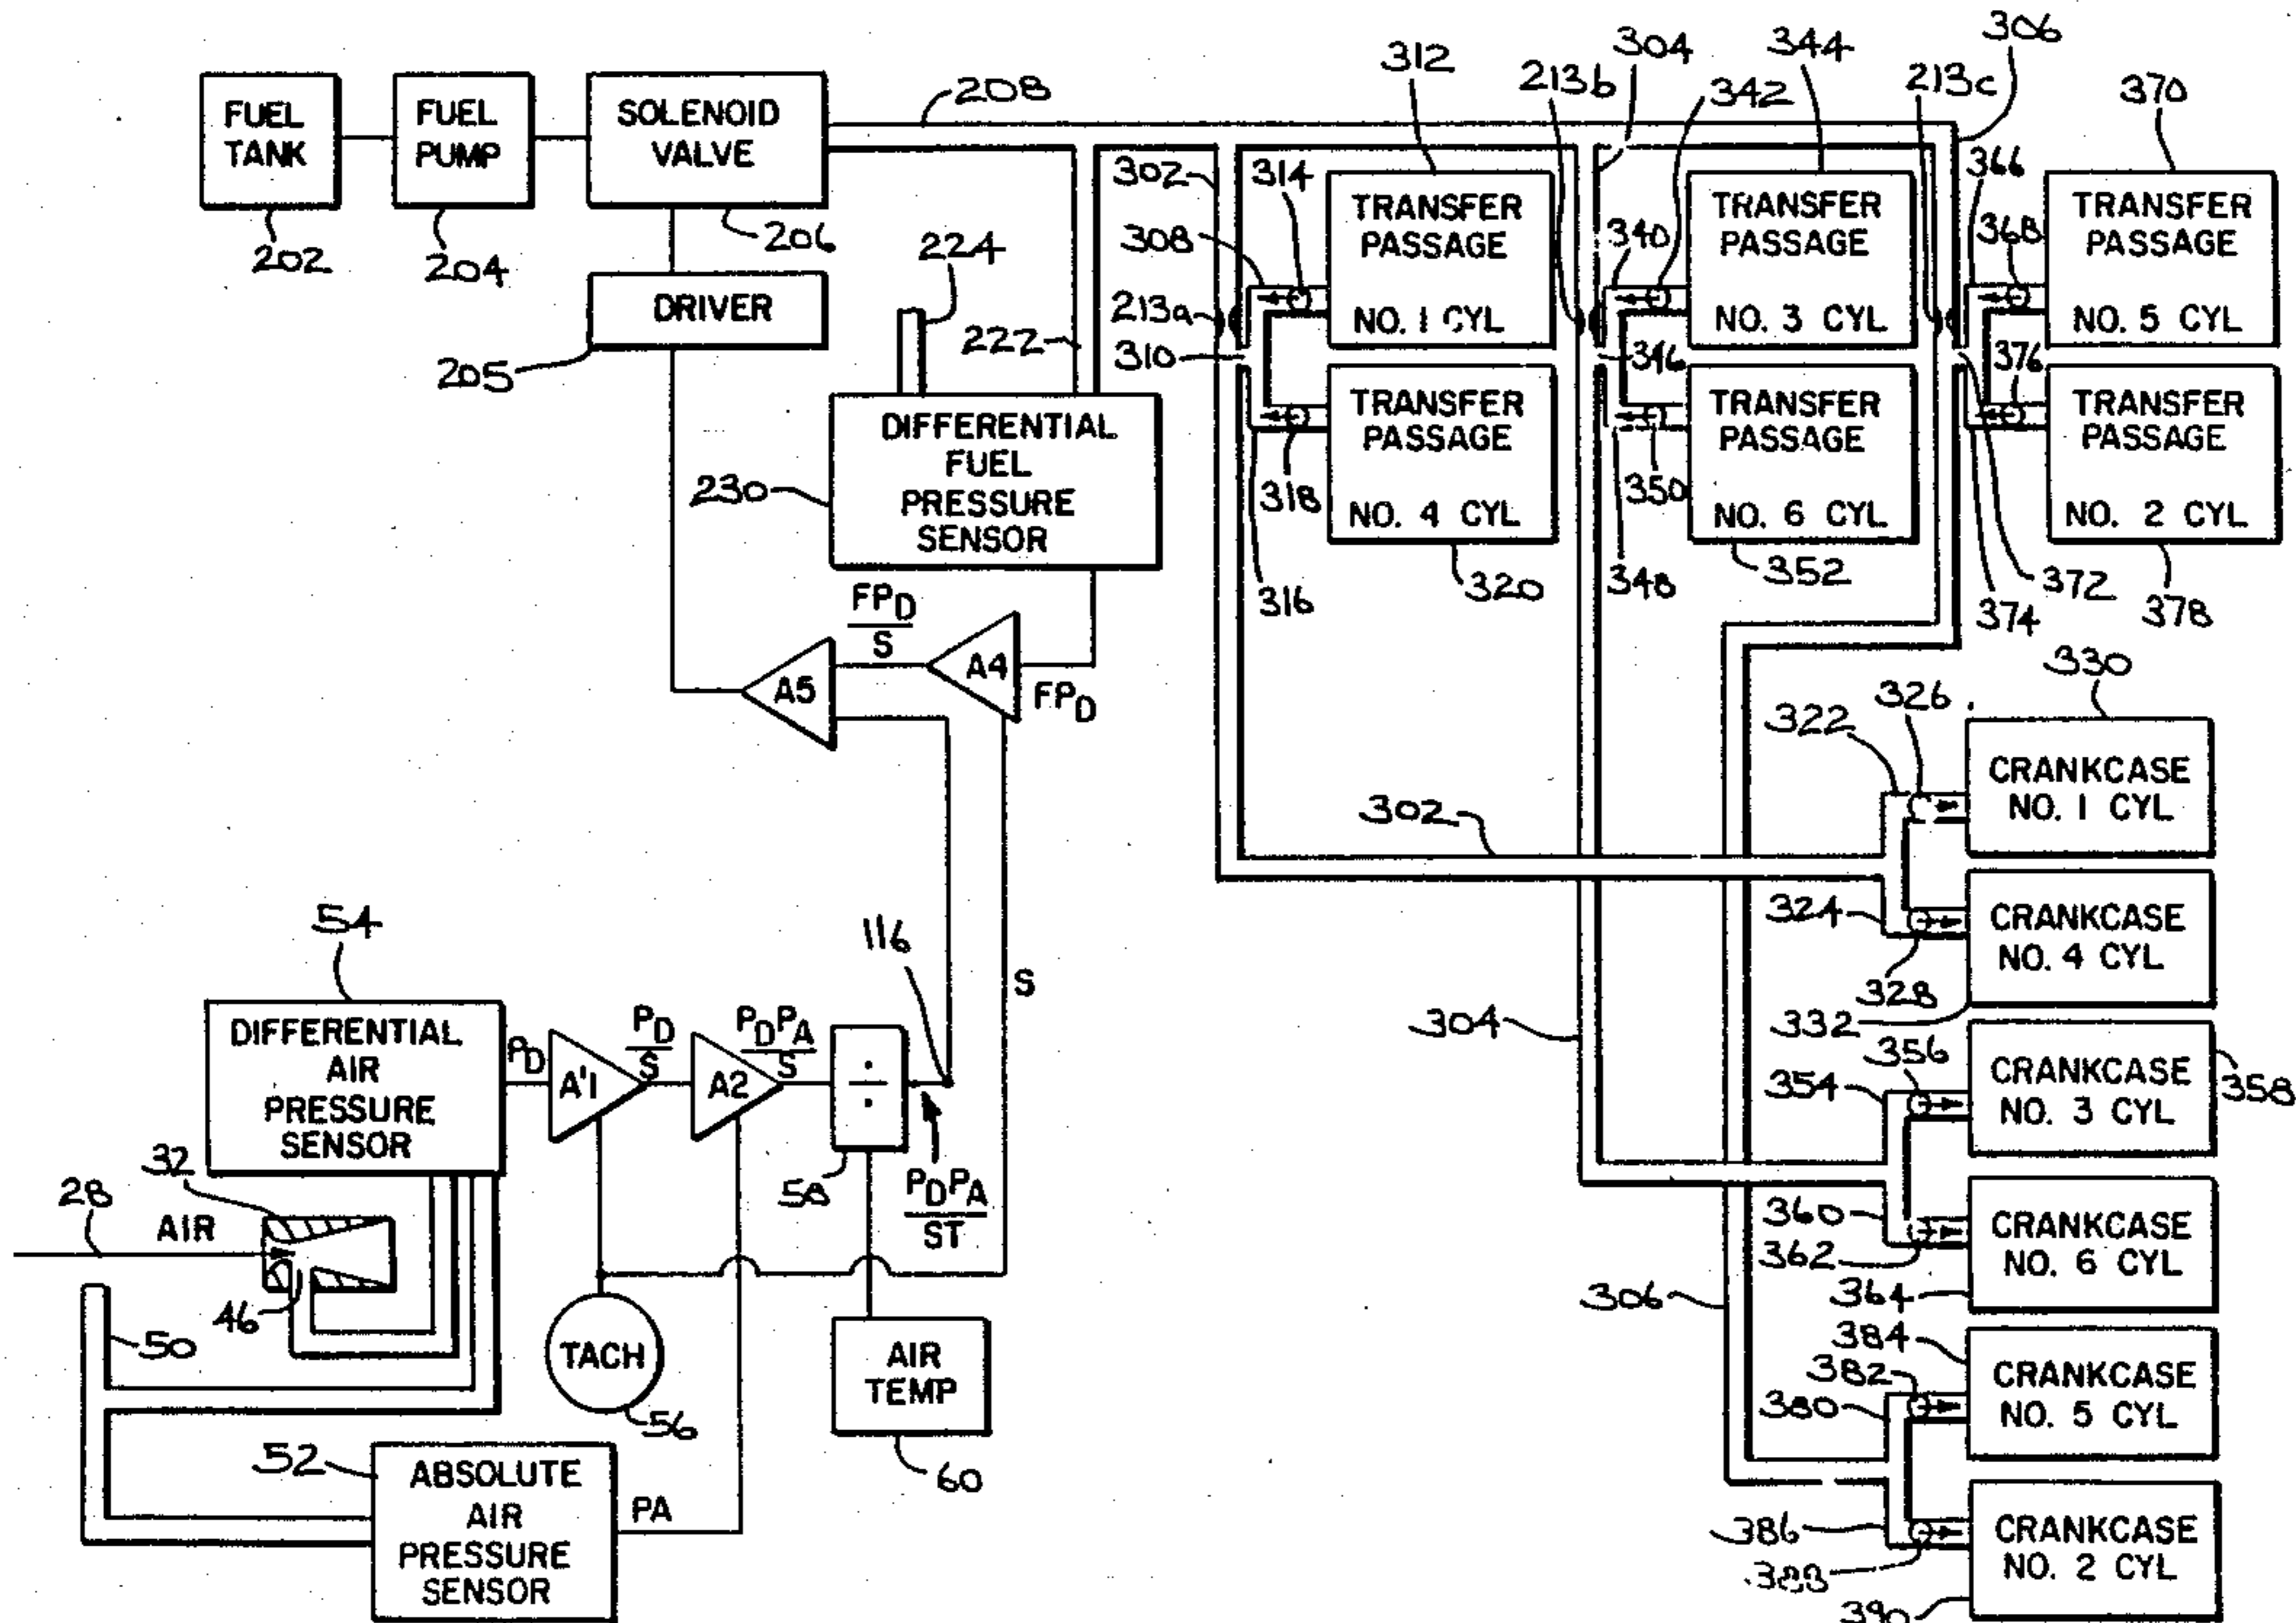 FUEL
TANK
202
FUEL
PUMP
204
SOLENOID
VALVE
206
208
DRIVER
205
224
222
DIFFERENTIAL
FUEL
PRESSURE
SENSOR
230
FPD
S
A4
FPD
A5
S
302
314
308
213a
310
318
316
312
TRANSFER
PASSAGE
NO. 1 CYL
TRANSFER
PASSAGE
NO. 4 CYL
320
213b
304
342
344
340
346
350
348
TRANSFER
PASSAGE
NO. 3 CYL
TRANSFER
PASSAGE
NO. 6 CYL
352
213c
306
366
368
370
376
374
372
TRANSFER
PASSAGE
NO. 5 CYL
TRANSFER
PASSAGE
NO. 2 CYL
378
302
304
306
322
326
330
CRANKCASE
NO. 1 CYL
324
328
332
CRANKCASE
NO. 4 CYL
354
356
358
CRANKCASE
NO. 3 CYL
360
362
364
CRANKCASE
NO. 6 CYL
380
382
384
CRANKCASE
NO. 5 CYL
386
388
390
CRANKCASE
NO. 2 CYL
54
DIFFERENTIAL
AIR
PRESSURE
SENSOR
PD
A'1
PD
S
A2
PDPA
S
÷
58
116
PDPA
ST
28
AIR
32
46
50
TACH
56
AIR
TEMP
60
52
ABSOLUTE
AIR
PRESSURE
SENSOR
PA